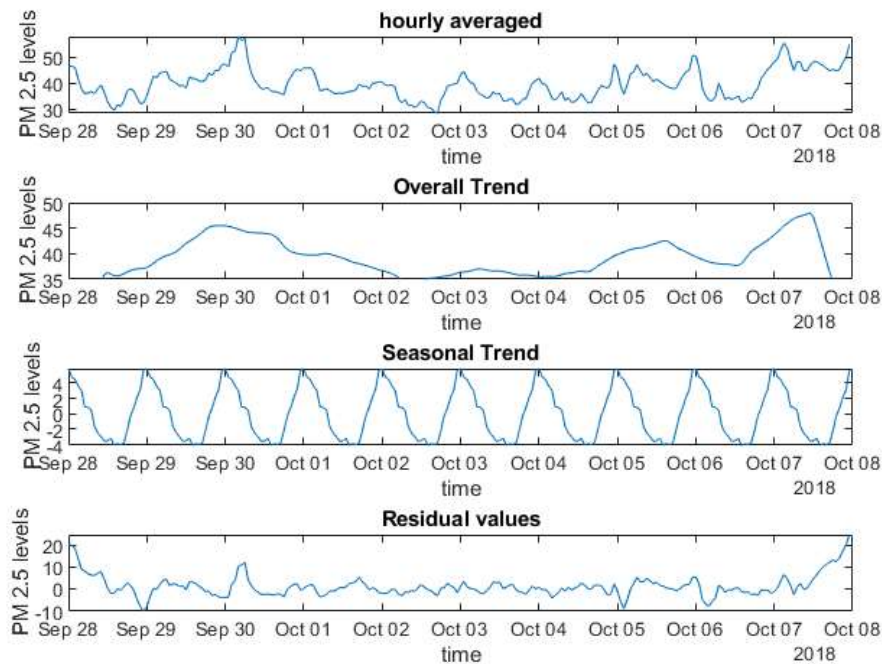 hourly averaged
PM 2.5 levels
50
40
30
Sep 28 Sep 29 Sep 30 Oct 01 Oct 02 Oct 03 Oct 04 Oct 05 Oct 06 Oct 07 Oct 08
time
2018
Overall Trend
PM 2.5 levels
50
45
40
35
Sep 28 Sep 29 Sep 30 Oct 01 Oct 02 Oct 03 Oct 04 Oct 05 Oct 06 Oct 07 Oct 08
time
2018
Seasonal Trend
PM 2.5 levels
4
2
0
-2
-4
Sep 28 Sep 29 Sep 30 Oct 01 Oct 02 Oct 03 Oct 04 Oct 05 Oct 06 Oct 07 Oct 08
time
2018
Residual values
PM 2.5 levels
20
10
0
-10
Sep 28 Sep 29 Sep 30 Oct 01 Oct 02 Oct 03 Oct 04 Oct 05 Oct 06 Oct 07 Oct 08
time
2018